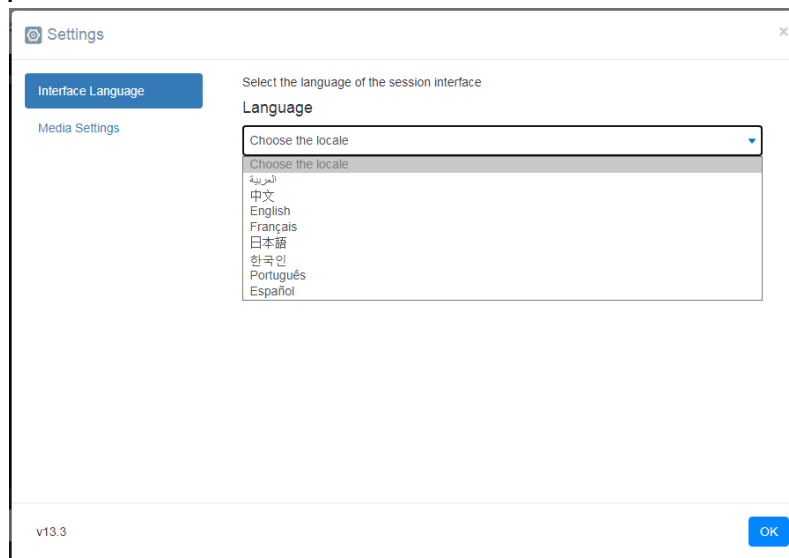 Settings
×
Interface Language
Media Settings
Select the language of the session interface
Language
Choose the locale
Choose the locale
العربية
中文
English
Français
日本語
한국인
Português
Español
v13.3
OK